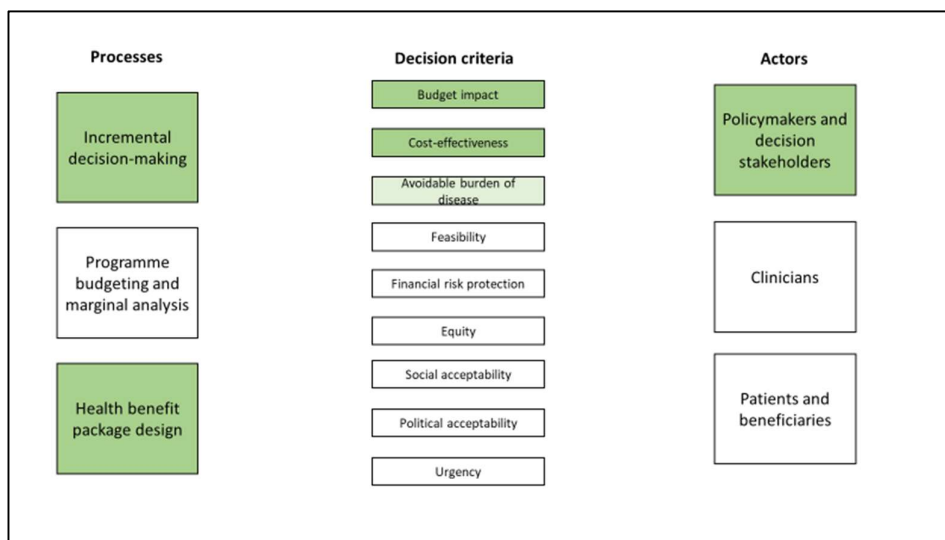 Processes
Incremental
decision-making
Programme
budgeting and
marginal analysis
Health benefit
package design
Decision criteria
Budget impact
Cost-effectiveness
Avoidable burden of
disease
Feasibility
Financial risk protection
Equity
Social acceptability
Political acceptability
Urgency
Actors
Policymakers and
decision
stakeholders
Clinicians
Patients and
beneficiaries